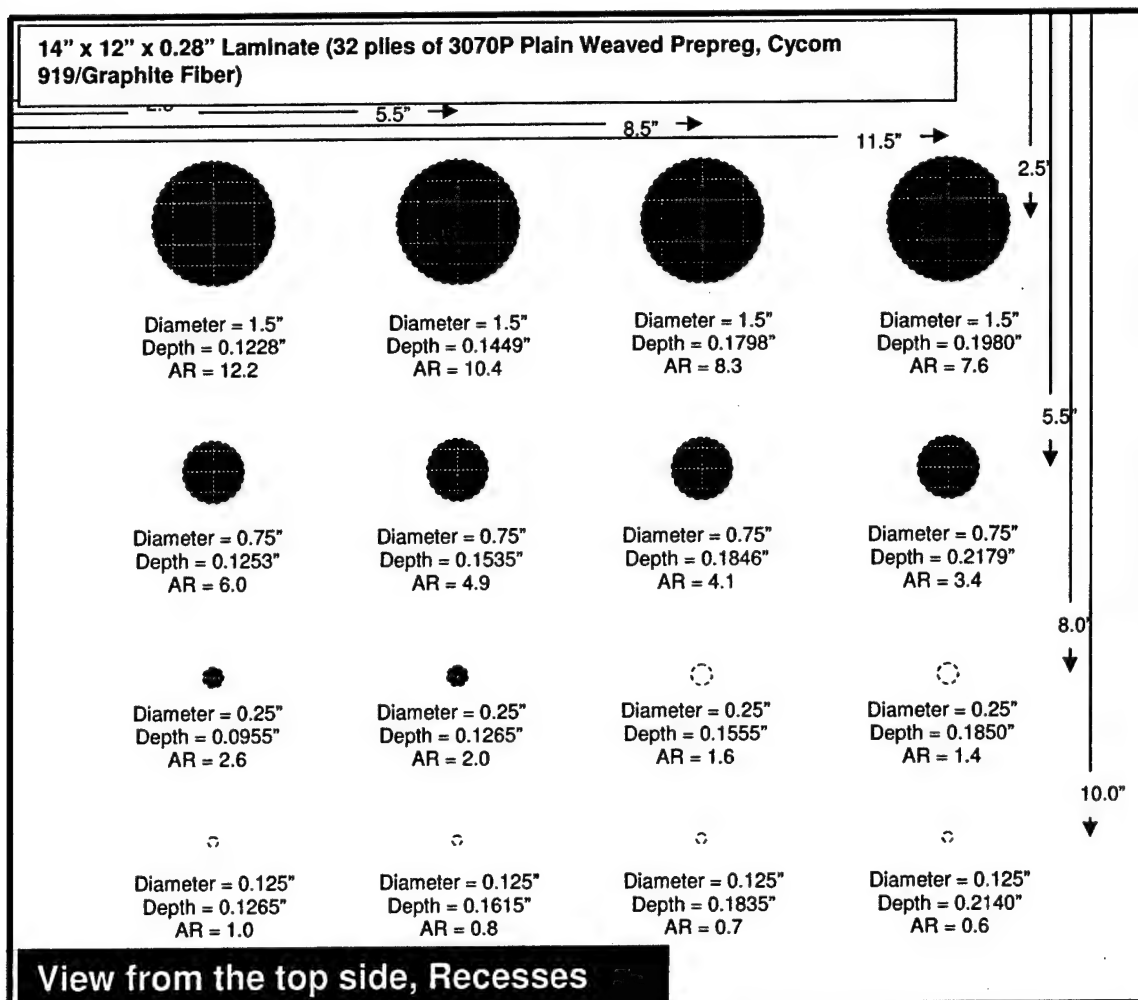 14” x 12” x 0.28” Laminate (32 plies of 3070P Plain Weaved Prepreg, Cycom
919/Graphite Fiber)
5.5”
8.5”
11.5”
2.5'
Diameter = 1.5”
Depth = 0.1228”
AR = 12.2
Diameter = 1.5”
Depth = 0.1449”
AR = 10.4
Diameter = 1.5”
Depth = 0.1798”
AR = 8.3
Diameter = 1.5”
Depth = 0.1980”
AR = 7.6
5.5”
Diameter = 0.75”
Depth = 0.1253”
AR = 6.0
Diameter = 0.75”
Depth = 0.1535”
AR = 4.9
Diameter = 0.75”
Depth = 0.1846”
AR = 4.1
Diameter = 0.75”
Depth = 0.2179”
AR = 3.4
8.0'
Diameter = 0.25”
Depth = 0.0955”
AR = 2.6
Diameter = 0.25”
Depth = 0.1265”
AR = 2.0
Diameter = 0.25”
Depth = 0.1555”
AR = 1.6
Diameter = 0.25”
Depth = 0.1850”
AR = 1.4
10.0”
Diameter = 0.125”
Depth = 0.1265”
AR = 1.0
Diameter = 0.125”
Depth = 0.1615”
AR = 0.8
Diameter = 0.125”
Depth = 0.1835”
AR = 0.7
Diameter = 0.125”
Depth = 0.2140”
AR = 0.6
View from the top side, Recesses